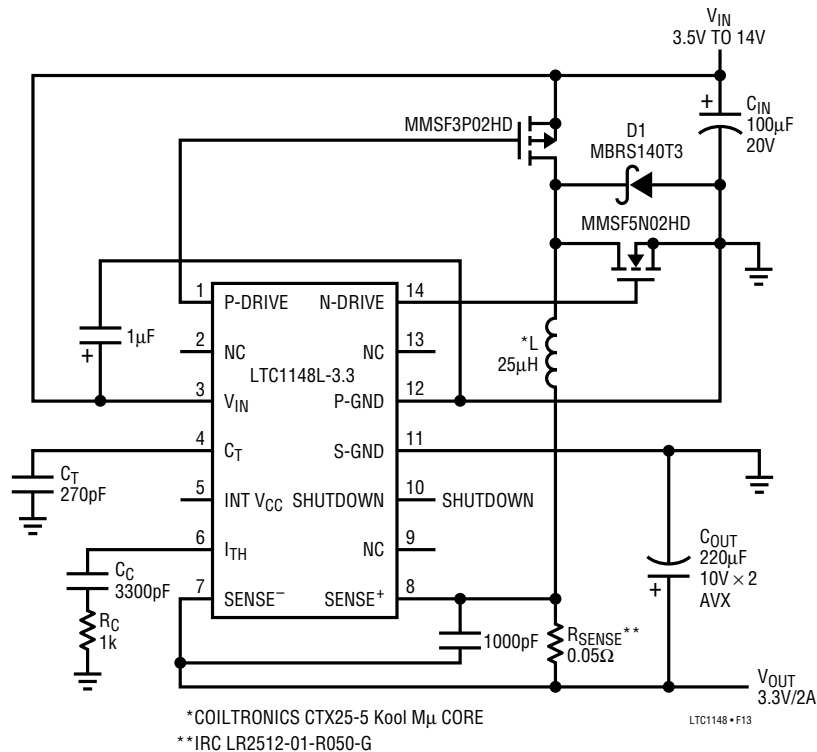 V_IN
3.5V TO 14V
MMSF3P02HD
D1
MBRS140T3
+
C_IN
100µF
20V
MMSF5N02HD
1 P-DRIVE N-DRIVE 14
1µF
+
2 NC NC 13
LTC1148L-3.3
*L
25µH
3 V_IN P-GND 12
4 C_T S-GND 11
C_T
270pF
5 INT V_CC SHUTDOWN 10 SHUTDOWN
6 I_TH NC 9
C_C
3300pF
C_OUT
220µF
10V × 2
AVX
+
7 SENSE⁻ SENSE⁺ 8
R_C
1k
1000pF
R_SENSE**
0.05Ω
V_OUT
3.3V/2A
*COILTRONICS CTX25-5 Kool Mµ CORE
**IRC LR2512-01-R050-G
LTC1148 • F13